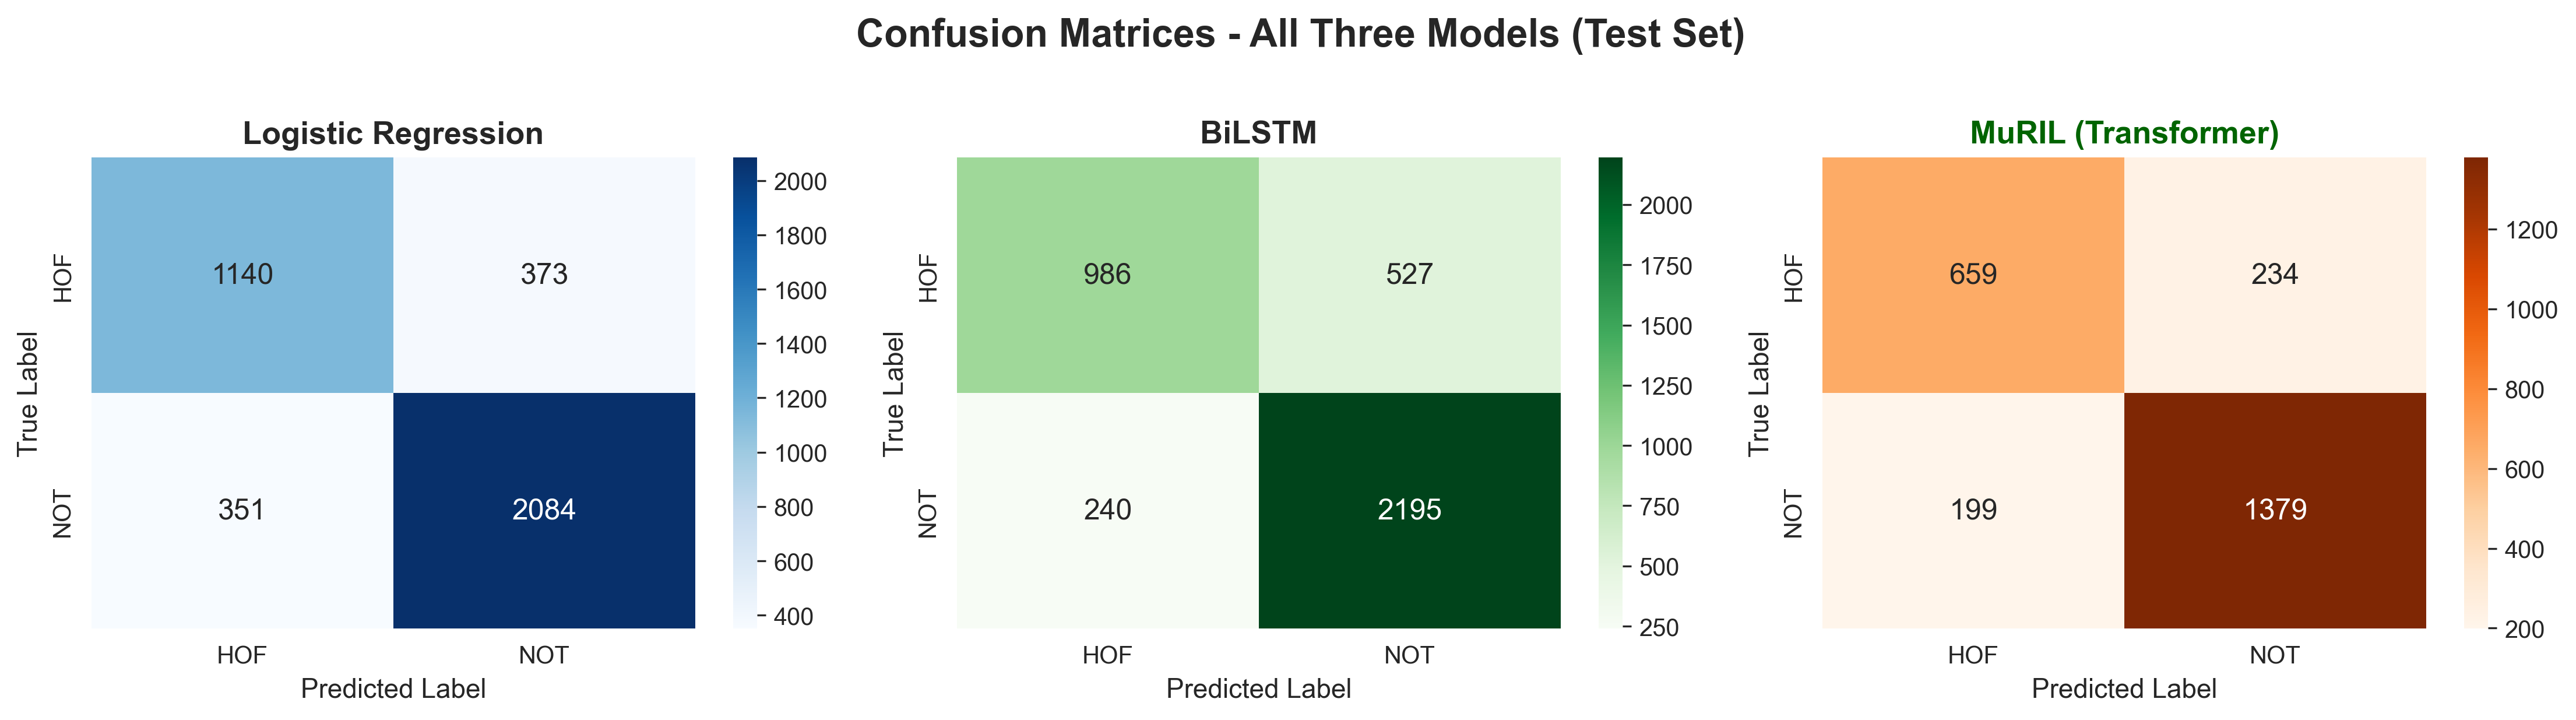 Confusion Matrices - All Three Models (Test Set)
Logistic Regression
True Label
HOF
NOT
1140
373
351
2084
HOF
NOT
Predicted Label
2000
1800
1600
1400
1200
1000
800
600
400
BiLSTM
True Label
HOF
NOT
986
527
240
2195
HOF
NOT
Predicted Label
2000
1750
1500
1250
1000
750
500
250
MuRIL (Transformer)
True Label
HOF
NOT
659
234
199
1379
HOF
NOT
Predicted Label
1200
1000
800
600
400
200